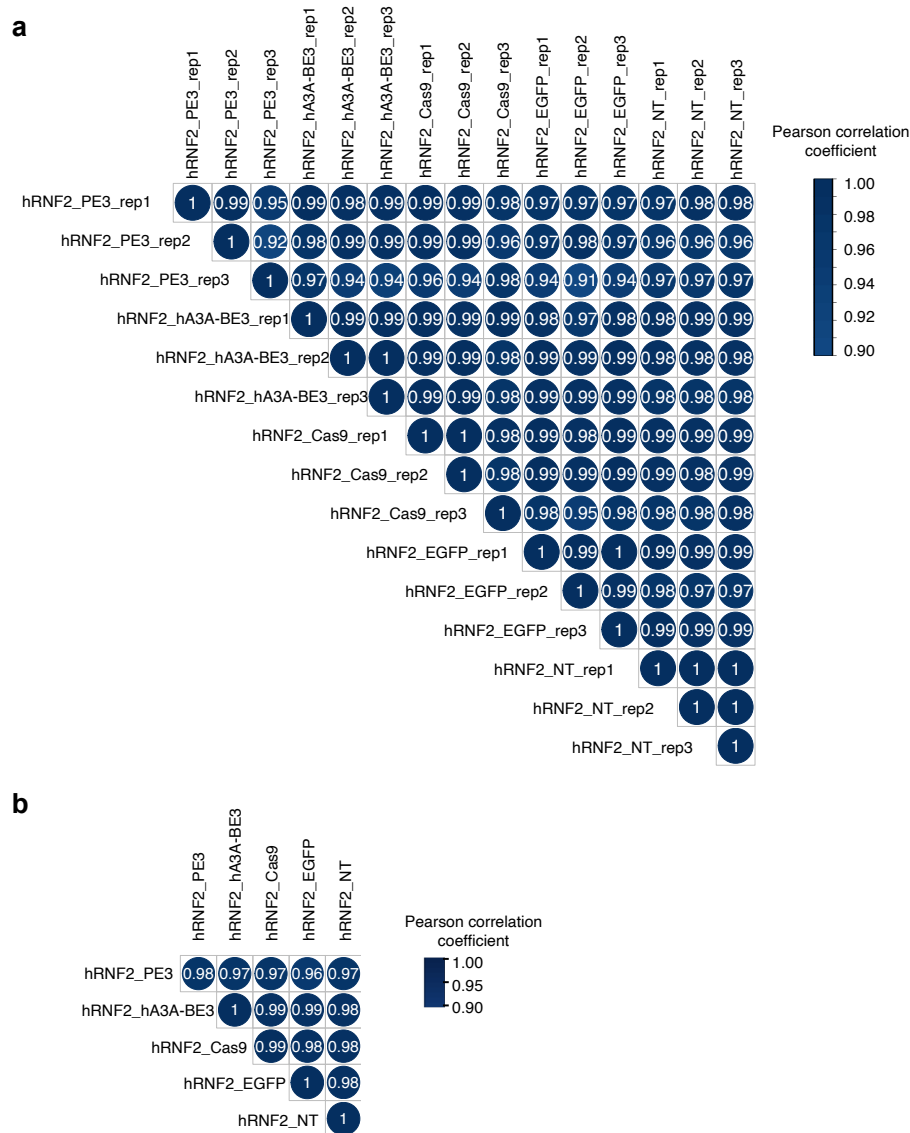 a
hRNF2_PE3_rep1
hRNF2_PE3_rep2
hRNF2_PE3_rep3
hRNF2_hA3A-BE3_rep1
hRNF2_hA3A-BE3_rep2
hRNF2_hA3A-BE3_rep3
hRNF2_Cas9_rep1
hRNF2_Cas9_rep2
hRNF2_Cas9_rep3
hRNF2_EGFP_rep1
hRNF2_EGFP_rep2
hRNF2_EGFP_rep3
hRNF2_NT_rep1
hRNF2_NT_rep2
hRNF2_NT_rep3
hRNF2_PE3_rep1 1 0.99 0.95 0.99 0.98 0.99 0.99 0.99 0.98 0.97 0.97 0.97 0.97 0.98 0.98
hRNF2_PE3_rep2 1 0.92 0.98 0.99 0.99 0.99 0.99 0.96 0.97 0.98 0.97 0.96 0.96 0.96
hRNF2_PE3_rep3 1 0.97 0.94 0.94 0.96 0.94 0.98 0.94 0.91 0.94 0.97 0.97 0.97
hRNF2_hA3A-BE3_rep1 1 0.99 0.99 0.99 0.99 0.99 0.98 0.97 0.98 0.98 0.99 0.99
hRNF2_hA3A-BE3_rep2 1 1 0.99 0.99 0.98 0.99 0.99 0.99 0.98 0.98 0.98
hRNF2_hA3A-BE3_rep3 1 0.99 0.99 0.98 0.99 0.99 0.99 0.98 0.98 0.98
hRNF2_Cas9_rep1 1 1 0.98 0.99 0.98 0.99 0.99 0.99 0.99
hRNF2_Cas9_rep2 1 0.98 0.99 0.99 0.99 0.99 0.98 0.99
hRNF2_Cas9_rep3 1 0.98 0.95 0.98 0.98 0.98 0.98
hRNF2_EGFP_rep1 1 0.99 1 0.99 0.99 0.99
hRNF2_EGFP_rep2 1 0.99 0.98 0.97 0.97
hRNF2_EGFP_rep3 1 0.99 0.99 0.99
hRNF2_NT_rep1 1 1 1
hRNF2_NT_rep2 1 1
hRNF2_NT_rep3 1
Pearson correlation
coefficient
1.00
0.98
0.96
0.94
0.92
0.90
b
hRNF2_PE3
hRNF2_hA3A-BE3
hRNF2_Cas9
hRNF2_EGFP
hRNF2_NT
hRNF2_PE3 0.98 0.97 0.97 0.96 0.97
hRNF2_hA3A-BE3 1 0.99 0.99 0.98
hRNF2_Cas9 0.99 0.98 0.98
hRNF2_EGFP 1 0.98
hRNF2_NT 1
Pearson correlation
coefficient
1.00
0.95
0.90